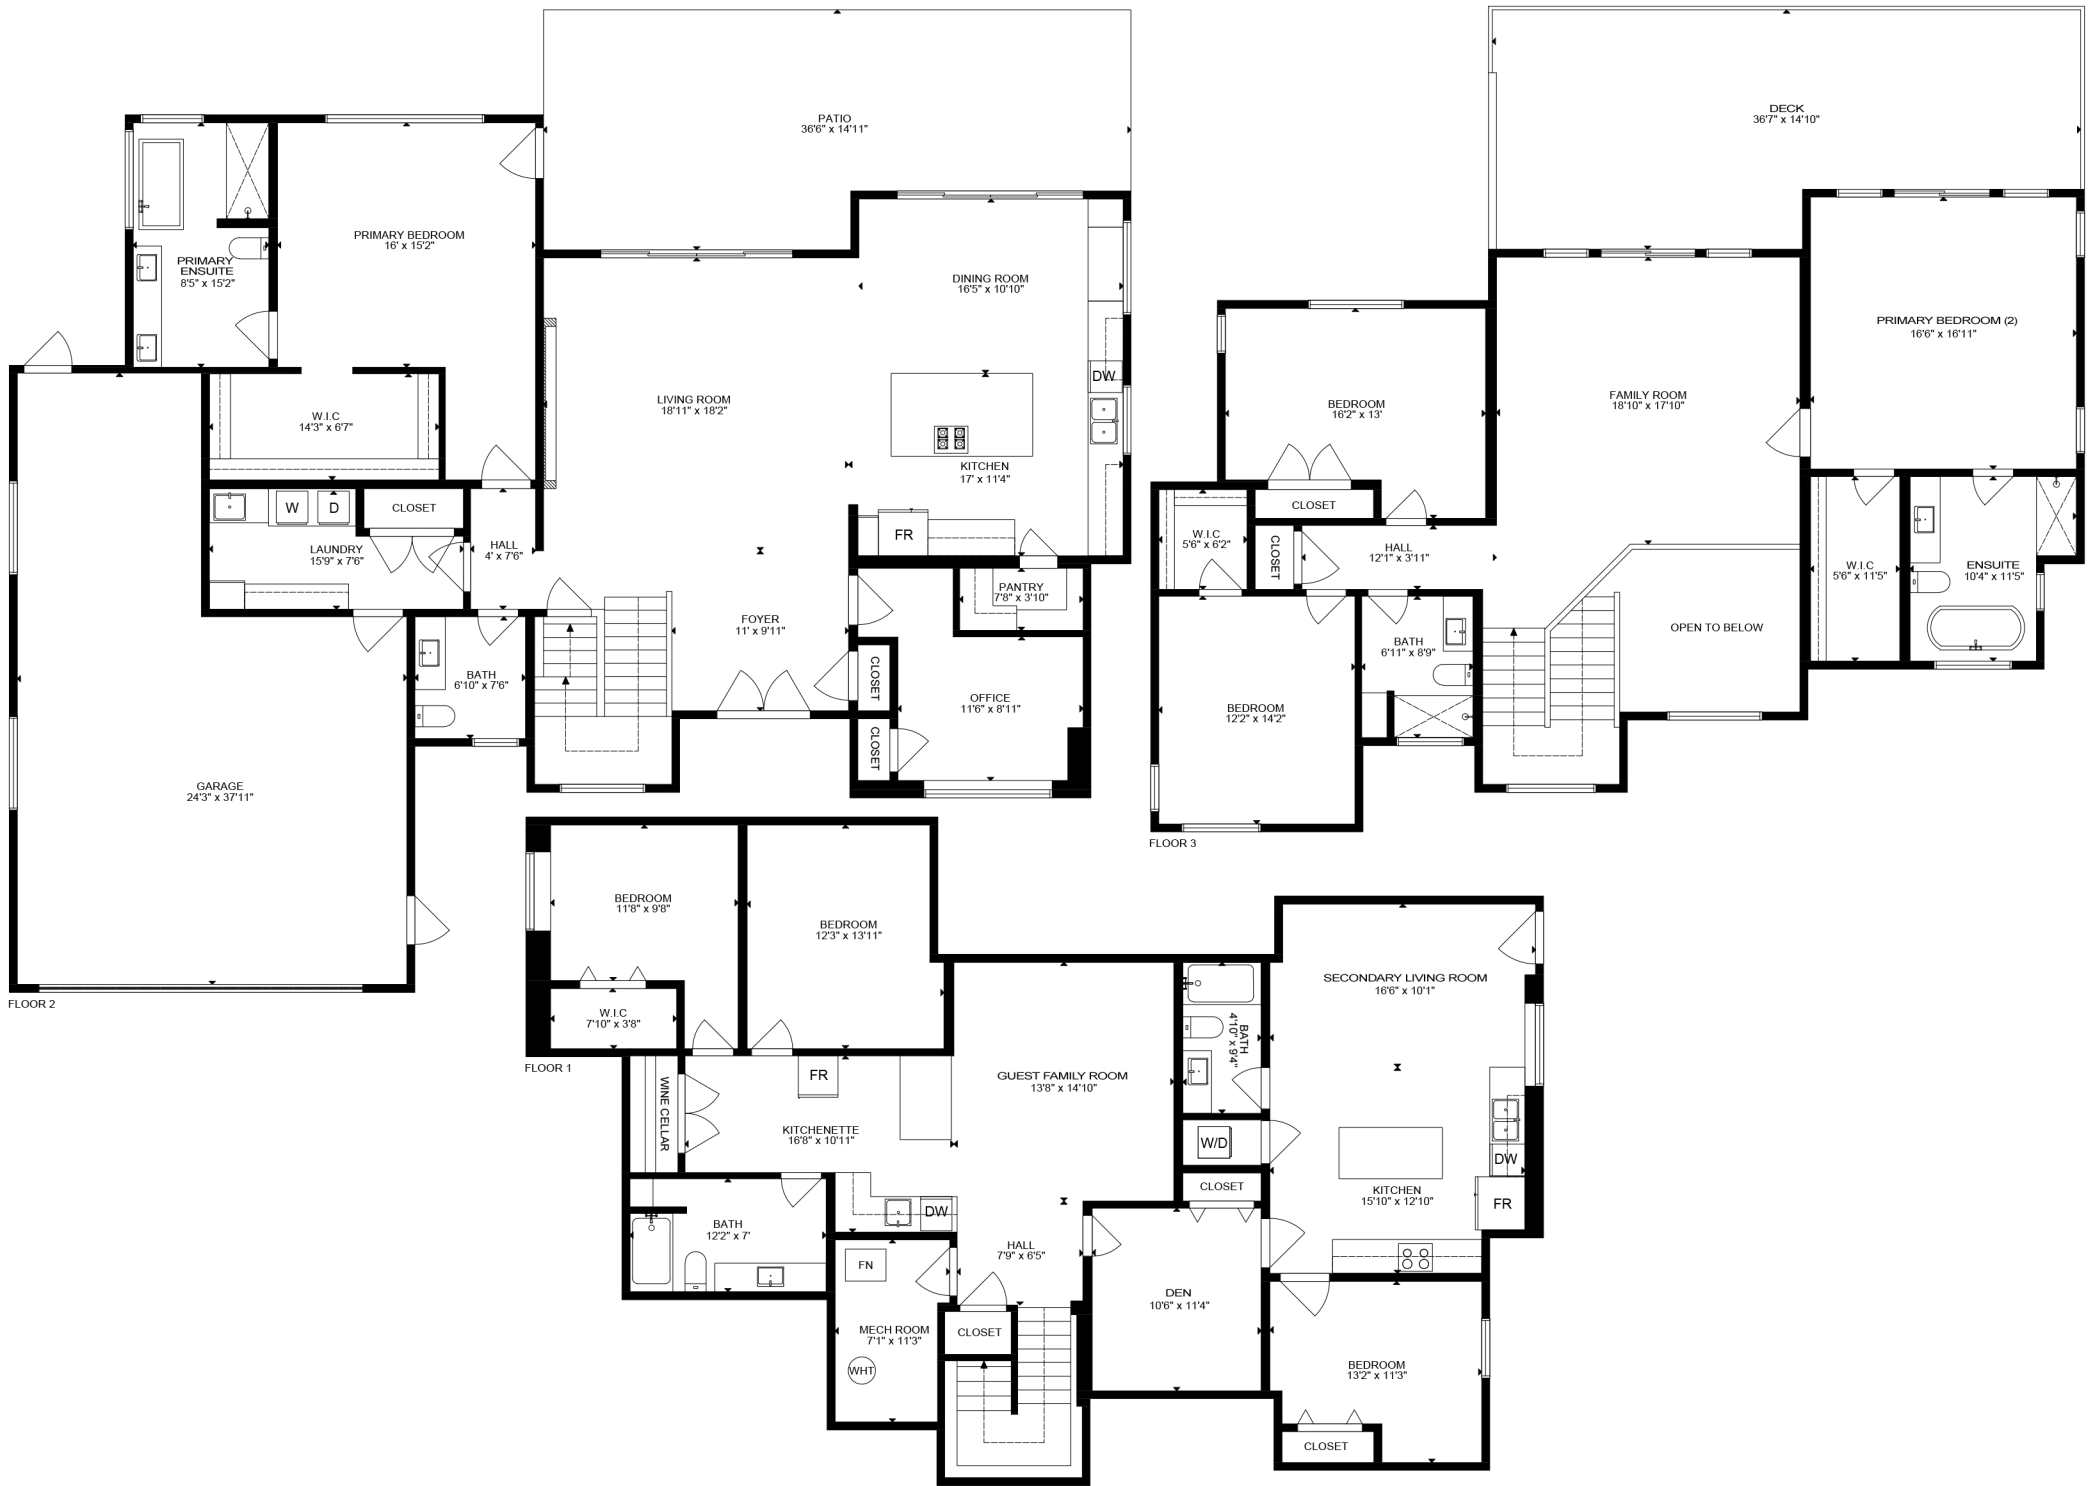 PATIO
36'6" x 14'11"
PRIMARY BEDROOM
16' x 15'2"
PRIMARY
ENSUITE
8'5" x 15'2"
DINING ROOM
16'5" x 10'10"
W.I.C
14'3" x 6'7"
LIVING ROOM
18'11" x 18'2"
DW
KITCHEN
17' x 11'4"
FR
W
D
CLOSET
LAUNDRY
15'9" x 7'6"
HALL
4' x 7'6"
PANTRY
7'8" x 3'10"
FOYER
11' x 9'11"
BATH
6'10" x 7'6"
CLOSET
OFFICE
11'6" x 8'11"
CLOSET
GARAGE
24'3" x 37'11"
FLOOR 2
DECK
36'7" x 14'10"
PRIMARY BEDROOM (2)
16'6" x 16'11"
FAMILY ROOM
18'10" x 17'10"
BEDROOM
16'2" x 13'
CLOSET
W.I.C
5'6" x 6'2"
CLOSET
HALL
12'1" x 3'11"
W.I.C
5'6" x 11'5"
ENSUITE
10'4" x 11'5"
OPEN TO BELOW
BATH
6'11" x 8'9"
BEDROOM
12'2" x 14'2"
FLOOR 3
BEDROOM
11'8" x 9'8"
BEDROOM
12'3" x 13'11"
W.I.C
7'10" x 3'8"
FLOOR 1
WINE CELLAR
FR
KITCHENETTE
16'8" x 10'11"
GUEST FAMILY ROOM
13'8" x 14'10"
BATH
4'10" x 9'4"
SECONDARY LIVING ROOM
16'6" x 10'1"
W/D
DW
CLOSET
KITCHEN
15'10" x 12'10"
FR
DW
BATH
12'2" x 7'
HALL
7'9" x 6'5"
FN
DEN
10'6" x 11'4"
MECH ROOM
7'1" x 11'3"
CLOSET
WHT
BEDROOM
13'2" x 11'3"
CLOSET